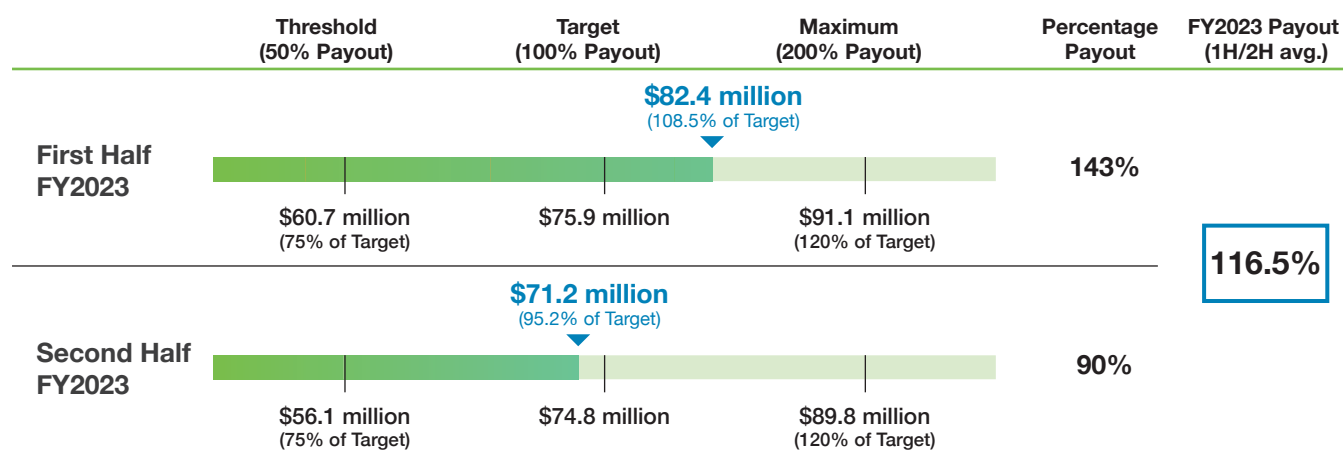 Threshold
(50% Payout)
Target
(100% Payout)
Maximum
(200% Payout)
Percentage
Payout
FY2023 Payout
(1H/2H avg.)
$82.4 million
(108.5% of Target)
First Half
FY2023
143%
$60.7 million
(75% of Target)
$75.9 million
$91.1 million
(120% of Target)
116.5%
$71.2 million
(95.2% of Target)
Second Half
FY2023
90%
$56.1 million
(75% of Target)
$74.8 million
$89.8 million
(120% of Target)